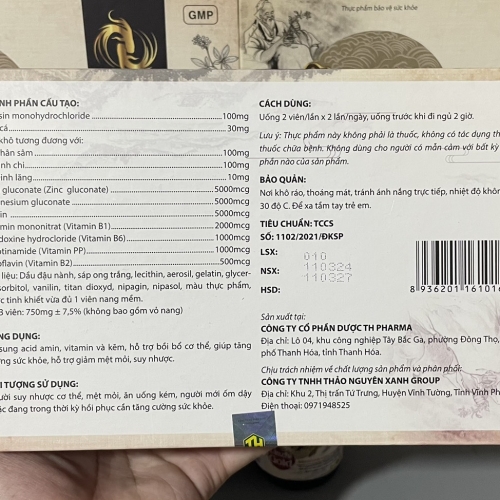 GMP
Thực phẩm bảo vệ sức khỏe
NH PHẦN CẤU TẠO:
sin monohydrochloride 100mg
cá 30mg
khô tương đương với:
hân sâm 100mg
nh chi 100mg
inh lăng 10mg
gluconate (Zinc gluconate) 5000mcg
nesium gluconate 5000mcg
in 5000mcg
min mononitrat (Vitamin B1) 2000mcg
doxine hydrocloride (Vitamin B6) 1000mcg
tinamide (Vitamin PP) 1000mcg
oflavin (Vitamin B2) 500mcg
liệu: Dầu đậu nành, sáp ong trắng, lecithin, aerosil, gelatin, glycer-
sorbitol, vanilin, titan dioxyd, nipagin, nipasol, màu thực phẩm,
c tinh khiết vừa đủ 1 viên nang mềm.
3 viên: 750mg ± 7,5% (không bao gồm vỏ nang)
NG DỤNG:
sung acid amin, vitamin và kẽm, hỗ trợ bồi bổ cơ thể, giúp tăng
ng sức khỏe, hỗ trợ giảm mệt mỏi, suy nhược.
I TƯỢNG SỬ DỤNG:
ười suy nhược cơ thể, mệt mỏi, ăn uống kém, người mới ốm dậy
ặc đang trong thời kỳ hồi phục cần tăng cường sức khỏe.
CÁCH DÙNG:
Uống 2 viên/lần x 2 lần/ngày, uống trước khi đi ngủ 2 giờ.
Lưu ý: Thực phẩm này không phải là thuốc, không có tác dụng th
thuốc chữa bệnh. Không dùng cho người có mẫn cảm với bất kỳ
phần nào của sản phẩm.
BẢO QUẢN:
Nơi khô ráo, thoáng mát, tránh ánh nắng trực tiếp, nhiệt độ khôn
30 độ C. Để xa tầm tay trẻ em.
TIÊU CHUẨN: TCCS
SỐ: 1102/2021/ĐKSP
LSX: 010
NSX: 110324
HSD: 110327
8 936201 16101
Sản xuất tại:
CÔNG TY CỔ PHẦN DƯỢC TH PHARMA
Địa chỉ: Lô 04, khu công nghiệp Tây Bắc Ga, phường Đông Thọ,
phố Thanh Hóa, tỉnh Thanh Hóa.
Chịu trách nhiệm về chất lượng sản phẩm và phân phối:
CÔNG TY TNHH THẢO NGUYÊN XANH GROUP
Địa chỉ: Khu 2, Thị trấn Tứ Trưng, Huyện Vĩnh Tường, Tỉnh Vĩnh Ph
Điện thoại: 0971948525
TH